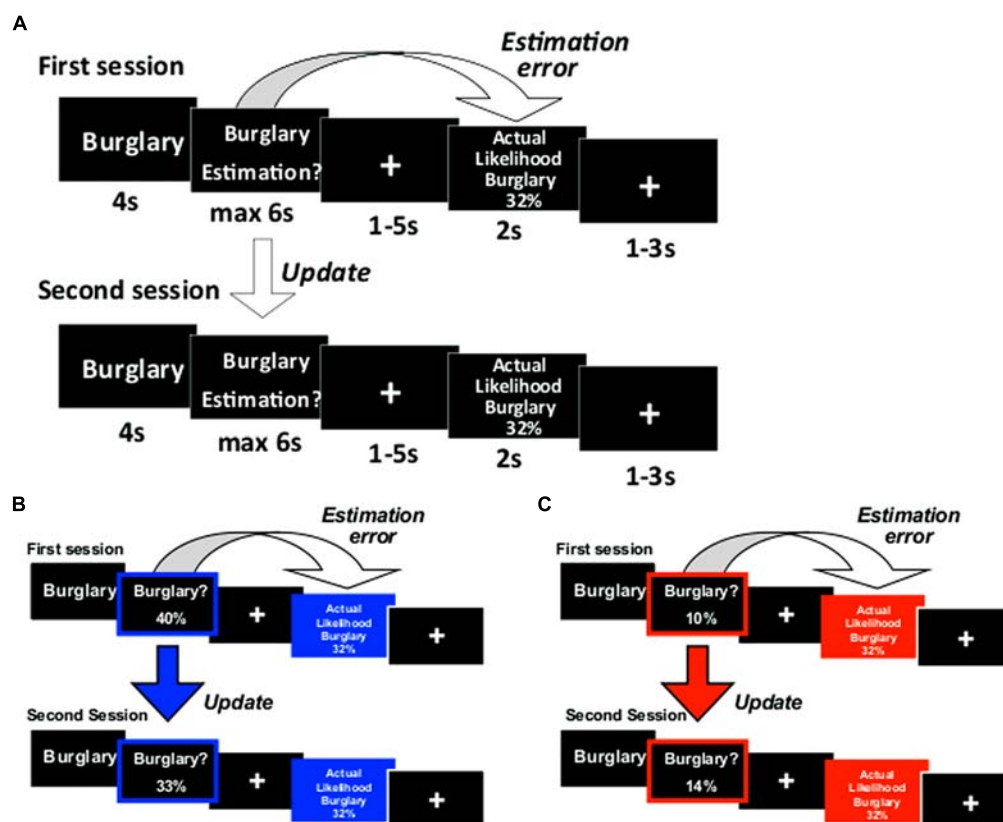 A
First session
Estimation
error
Burglary
Burglary
Estimation?
+
Actual
Likelihood
Burglary
32%
+
4s
max 6s
1-5s
2s
1-3s
Update
Second session
Burglary
Burglary
Estimation?
+
Actual
Likelihood
Burglary
32%
+
4s
max 6s
1-5s
2s
1-3s
B
Estimation
error
First session
Burglary
Burglary?
40%
+
Actual
Likelihood
Burglary
32%
+
Update
Second Session
Burglary
Burglary?
33%
+
Actual
Likelihood
Burglary
32%
+
C
Estimation
error
First session
Burglary
Burglary?
10%
+
Actual
Likelihood
Burglary
32%
+
Update
Second Session
Burglary
Burglary?
14%
+
Actual
Likelihood
Burglary
32%
+